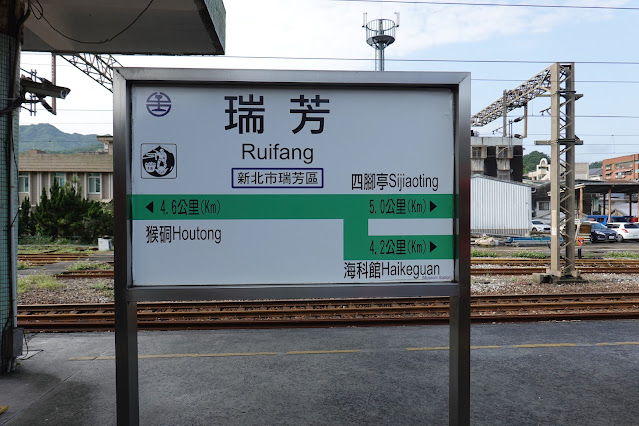 瑞芳
Ruifang
新北市瑞芳區
四腳亭Sijiaoting
◀ 4.6公里(Km)
5.0公里(Km) ▶
猴硐Houtong
4.2公里(Km) ▶
海科館Haikeguan